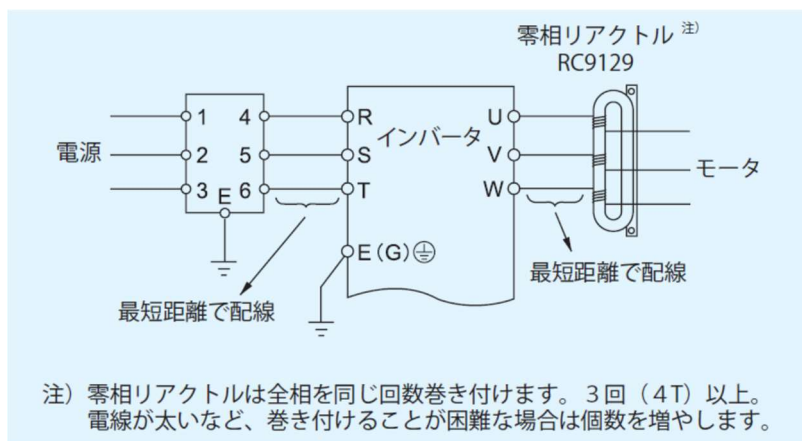 零相リアクトル 注)
RC9129
電源
1 4
2 5
3 6
E
R
S
T
インバータ
E(G)
U
V
W
モータ
最短距離で配線
最短距離で配線
注）零相リアクトルは全相を同じ回数巻き付けます。３回（4T）以上。
電線が太いなど、巻き付けることが困難な場合は個数を増やします。